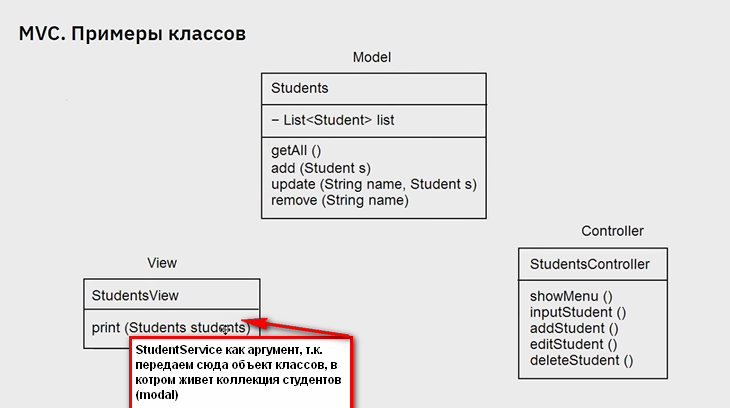 MVC. Примеры классов
Model
Students
– List<Student> list
getAll ()
add (Student s)
update (String name, Student s)
remove (String name)
Controller
StudentsController
showMenu ()
inputStudent ()
addStudent ()
editStudent ()
deleteStudent ()
View
StudentsView
print (Students students)
StudentService как аргумент, т.к.
передаем сюда объект классов, в
котром живет коллекция студентов
(modal)